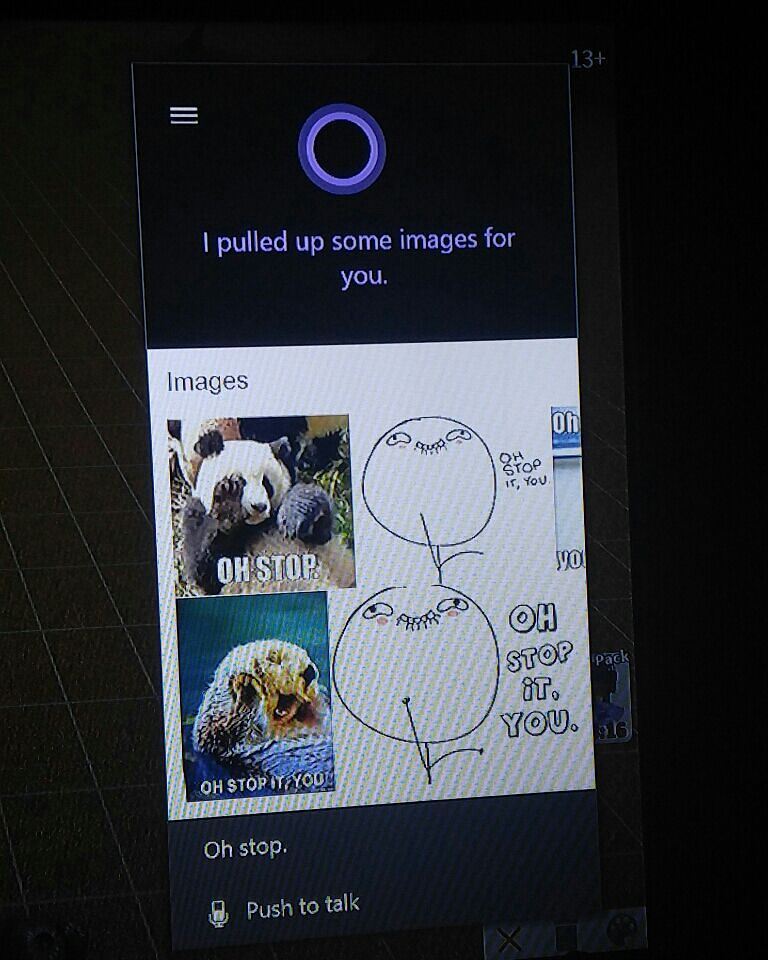 13+
I pulled up some images for
you.
Images
OH STOP.
OH
STOP
IT, YOU
Oh
YO
OH STOP IT, YOU
OH
STOP
iT.
YOU.
Pack
916
Oh stop.
Push to talk